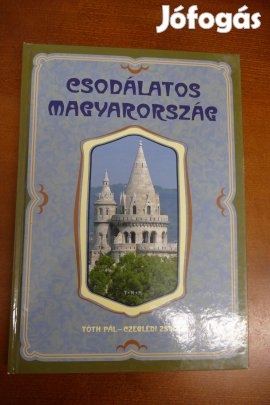 Jófogás
CSODÁLATOS
MAGYARORSZÁG
TÓTH PÁL – CZEGLÉDI